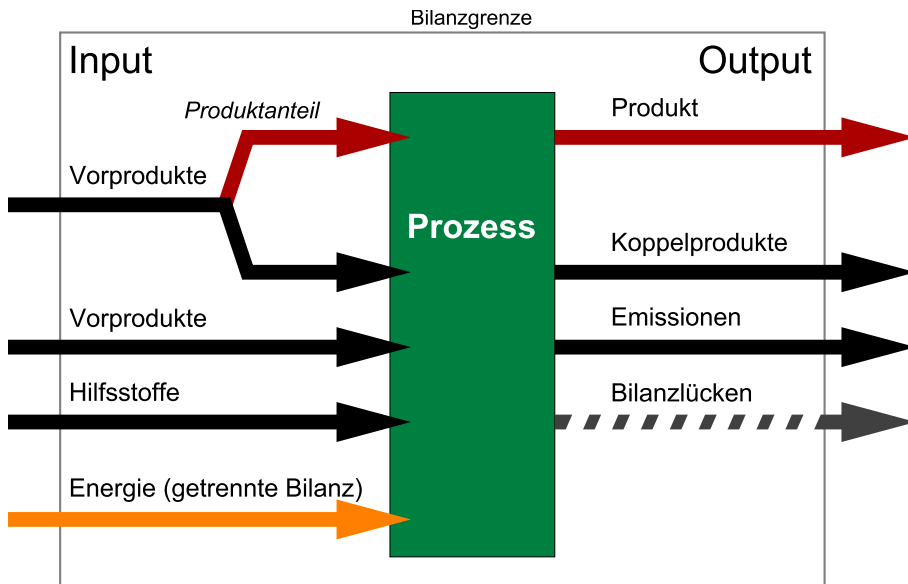 Bilanzgrenze
Input
Output
Produktanteil
Produkt
Vorprodukte
Prozess
Koppelprodukte
Vorprodukte
Emissionen
Hilfsstoffe
Bilanzlücken
Energie (getrennte Bilanz)